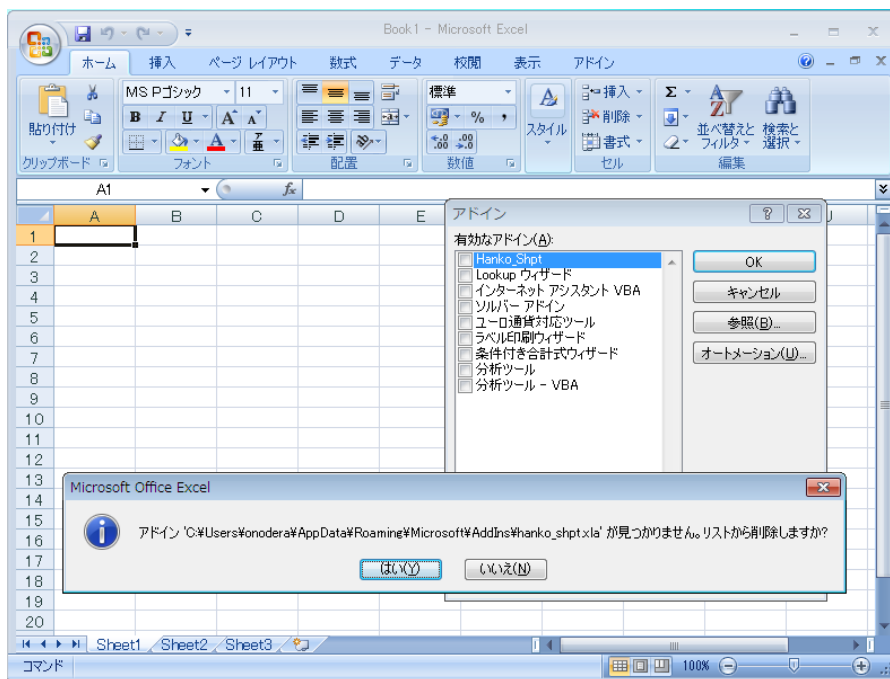 Book1 - Microsoft Excel
ホーム 挿入 ページ レイアウト 数式 データ 校閲 表示 アドイン
貼り付け
クリップボード
MS Pゴシック 11
B I U A A
A
フォント
配置
標準
% ,
数値
スタイル
挿入
削除
書式
セル
Σ
並べ替えと フィルタ
検索と 選択
編集
A1 fx
A B C D E J
1
2
3
4
5
6
7
8
9
10
11
12
13
14
15
16
17
18
19
20
アドイン
有効なアドイン(A):
Hanko_Shpt
Lookup ウィザード
インターネット アシスタント VBA
ソルバー アドイン
ユーロ通貨対応ツール
ラベル印刷ウィザード
条件付き合計式ウィザード
分析ツール
分析ツール - VBA
OK
キャンセル
参照(B)...
オートメーション(U)...
Microsoft Office Excel
アドイン 'C:¥Users¥onodera¥AppData¥Roaming¥Microsoft¥AddIns¥hanko_shpt.xla' が見つかりません。リストから削除しますか?
はい(Y) いいえ(N)
Sheet1 Sheet2 Sheet3
コマンド 100%